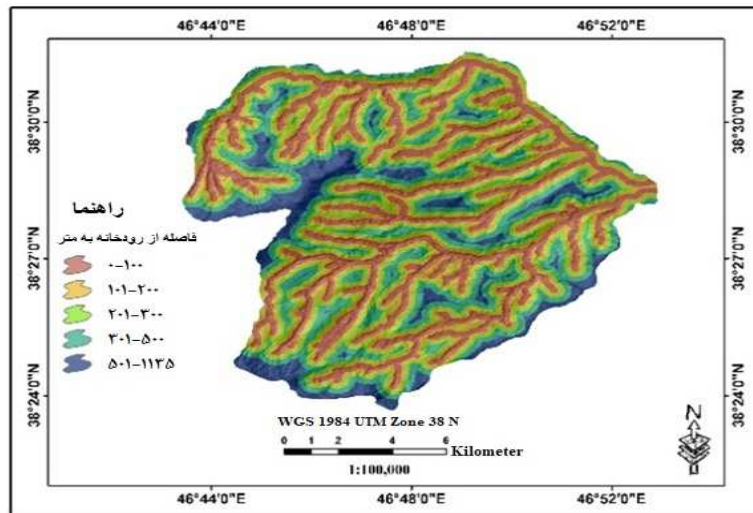 46°44'0"E 46°48'0"E 46°52'0"E
38°30'0"N 38°30'0"N
راهنما
فاصله از رودخانه به متر
۰-۱۰۰
۱۰۱-۲۰۰
۲۰۱-۳۰۰
۳۰۱-۵۰۰
۵۰۱-۱۱۳۵
38°27'0"N 38°27'0"N
38°24'0"N 38°24'0"N
WGS 1984 UTM Zone 38 N
0 1 2 4 6 Kilometer
1:100,000
N
46°44'0"E 46°48'0"E 46°52'0"E